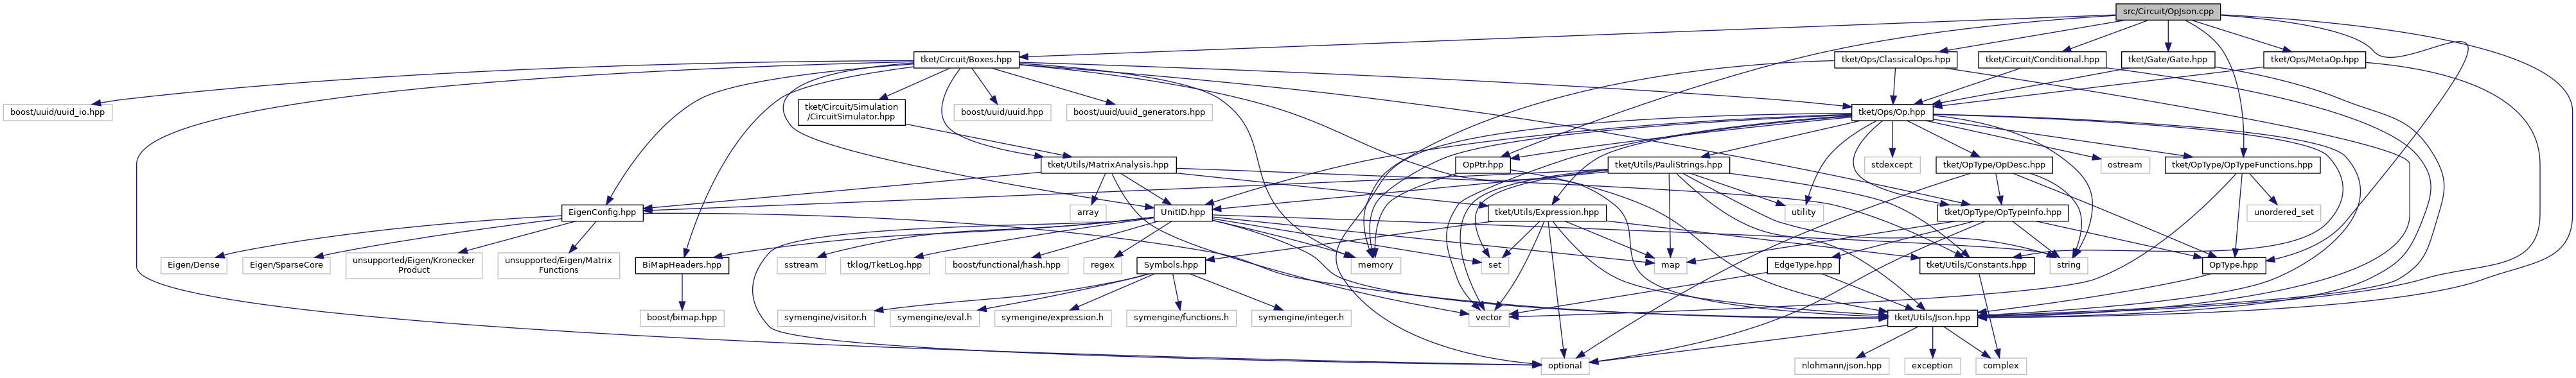 src/Circuit/OpJson.cpp
tket/Circuit/Boxes.hpp
tket/Ops/ClassicalOps.hpp
tket/Circuit/Conditional.hpp
tket/Gate/Gate.hpp
tket/Ops/MetaOp.hpp
boost/uuid/uuid_io.hpp
tket/Circuit/Simulation
/CircuitSimulator.hpp
boost/uuid/uuid.hpp
boost/uuid/uuid_generators.hpp
tket/Ops/Op.hpp
tket/Utils/MatrixAnalysis.hpp
OpPtr.hpp
tket/Utils/PauliStrings.hpp
stdexcept
tket/OpType/OpDesc.hpp
ostream
tket/OpType/OpTypeFunctions.hpp
EigenConfig.hpp
array
UnitID.hpp
tket/Utils/Expression.hpp
utility
tket/OpType/OpTypeInfo.hpp
unordered_set
Eigen/Dense
Eigen/SparseCore
unsupported/Eigen/Kronecker
Product
unsupported/Eigen/Matrix
Functions
BiMapHeaders.hpp
sstream
tklog/TketLog.hpp
boost/functional/hash.hpp
regex
Symbols.hpp
memory
set
map
EdgeType.hpp
tket/Utils/Constants.hpp
string
OpType.hpp
boost/bimap.hpp
symengine/visitor.h
symengine/eval.h
symengine/expression.h
symengine/functions.h
symengine/integer.h
vector
tket/Utils/Json.hpp
optional
nlohmann/json.hpp
exception
complex